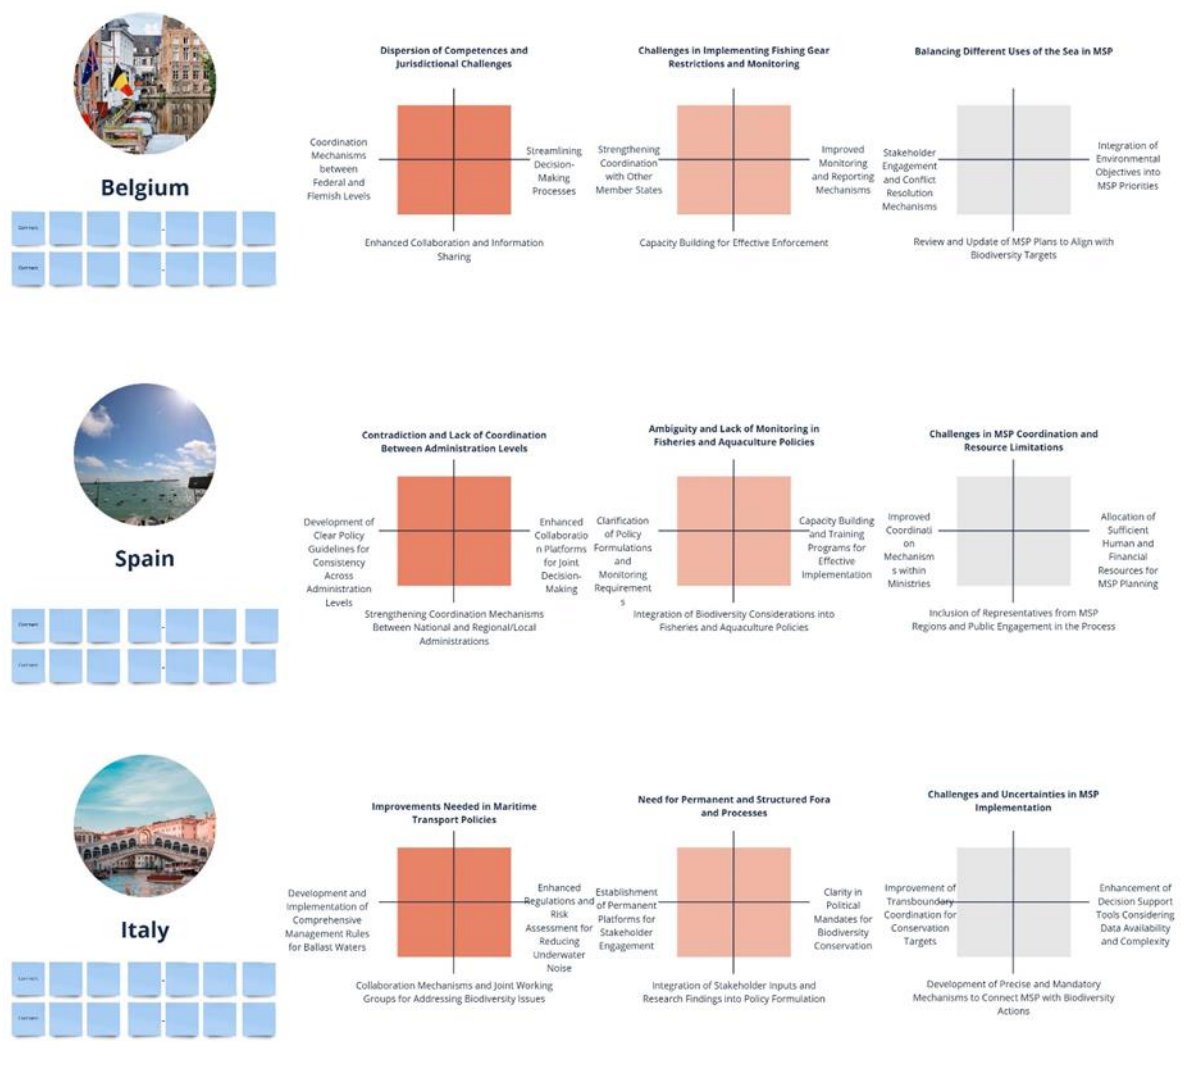 Belgium
Dispersion of Competences and
Jurisdictional Challenges
Coordination
Mechanisms
between
Federal and
Flemish Levels
Streamlining
Decision-
Making
Processes
Enhanced Collaboration and Information
Sharing
Challenges in Implementing Fishing Gear
Restrictions and Monitoring
Strengthening
Coordination
with Other
Member States
Improved
Monitoring
and Reporting
Mechanisms
Capacity Building for Effective Enforcement
Balancing Different Uses of the Sea in MSP
Stakeholder
Engagement
and Conflict
Resolution
Mechanisms
Integration of
Environmental
Objectives into
MSP Priorities
Review and Update of MSP Plans to Align with
Biodiversity Targets
Spain
Contradiction and Lack of Coordination
Between Administration Levels
Development of
Clear Policy
Guidelines for
Consistency
Across
Administration
Levels
Enhanced
Collaboratio
n Platforms
for Joint
Decision-
Making
Strengthening Coordination Mechanisms
Between National and Regional/Local
Administrations
Ambiguity and Lack of Monitoring in
Fisheries and Aquaculture Policies
Clarification
of Policy
Formulations
and
Monitoring
Requirement
s
Capacity Building
and Training
Programs for
Effective
Implementation
Integration of Biodiversity Considerations into
Fisheries and Aquaculture Policies
Challenges in MSP Coordination and
Resource Limitations
Improved
Coordinati
on
Mechanism
s within
Ministries
Allocation of
Sufficient
Human and
Financial
Resources for
MSP Planning
Inclusion of Representatives from MSP
Regions and Public Engagement in the Process
Italy
Improvements Needed in Maritime
Transport Policies
Development and
Implementation of
Comprehensive
Management Rules
for Ballast Waters
Enhanced
Regulations and
Risk
Assessment for
Reducing
Underwater
Noise
Collaboration Mechanisms and Joint Working
Groups for Addressing Biodiversity Issues
Need for Permanent and Structured Fora
and Processes
Establishment
of Permanent
Platforms for
Stakeholder
Engagement
Clarity in
Political
Mandates for
Biodiversity
Conservation
Integration of Stakeholder Inputs and
Research Findings into Policy Formulation
Challenges and Uncertainties in MSP
Implementation
Improvement of
Transboundary
Coordination for
Conservation
Targets
Enhancement of
Decision Support
Tools Considering
Data Availability
and Complexity
Development of Precise and Mandatory
Mechanisms to Connect MSP with Biodiversity
Actions